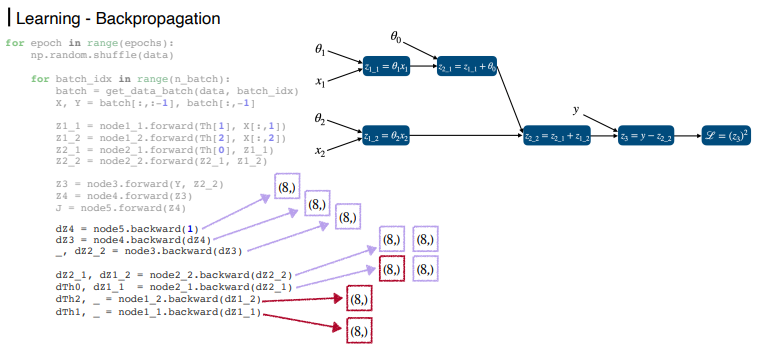 Learning - Backpropagation
for epoch in range(epochs):
np.random.shuffle(data)
for batch_idx in range(n_batch):
batch = get_data_batch(data, batch_idx)
X, Y = batch[:,:-1], batch[:,-1]
Z1_1 = node1_1.forward(Th[1], X[:,1])
Z1_2 = node1_2.forward(Th[2], X[:,2])
Z2_1 = node2_1.forward(Th[0], Z1_1)
Z2_2 = node2_2.forward(Z2_1, Z1_2)
Z3 = node3.forward(Y, Z2_2)
Z4 = node4.forward(Z3)
J = node5.forward(Z4)
dZ4 = node5.backward(1)
dZ3 = node4.backward(dZ4)
_, dZ2_2 = node3.backward(dZ3)
dZ2_1, dZ1_2 = node2_2.backward(dZ2_2)
dTh0, dZ1_1 = node2_1.backward(dZ2_1)
dTh2, _ = node1_2.backward(dZ1_2)
dTh1, _ = node1_1.backward(dZ1_1)
(8,)
(8,)
(8,)
(8,) (8,)
(8,) (8,)
(8,)
(8,)
θ₀
θ₁
x₁
z₁_₁ = θ₁x₁
z₂_₁ = z₁_₁ + θ₀
θ₂
x₂
z₁_₂ = θ₂x₂
y
z₂_₂ = z₂_₁ + z₁_₂
z₃ = y − z₂_₂
ℒ = (z₃)²